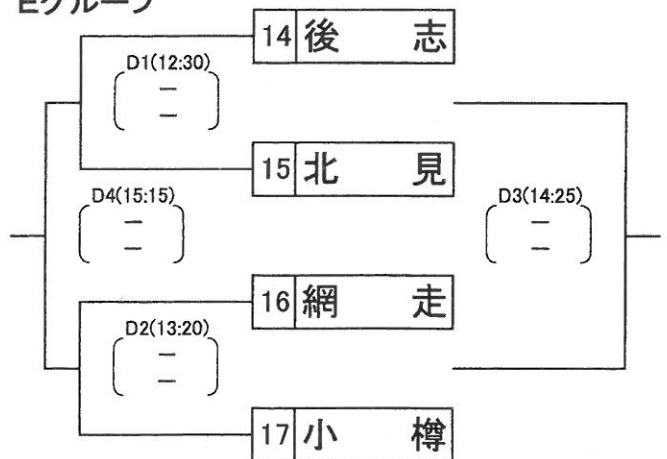 Eグループ
14 後 志
D1(12:30)
－
－
15 北 見
D4(15:15)
－
－
D3(14:25)
－
－
16 網 走
D2(13:20)
－
－
17 小 樽